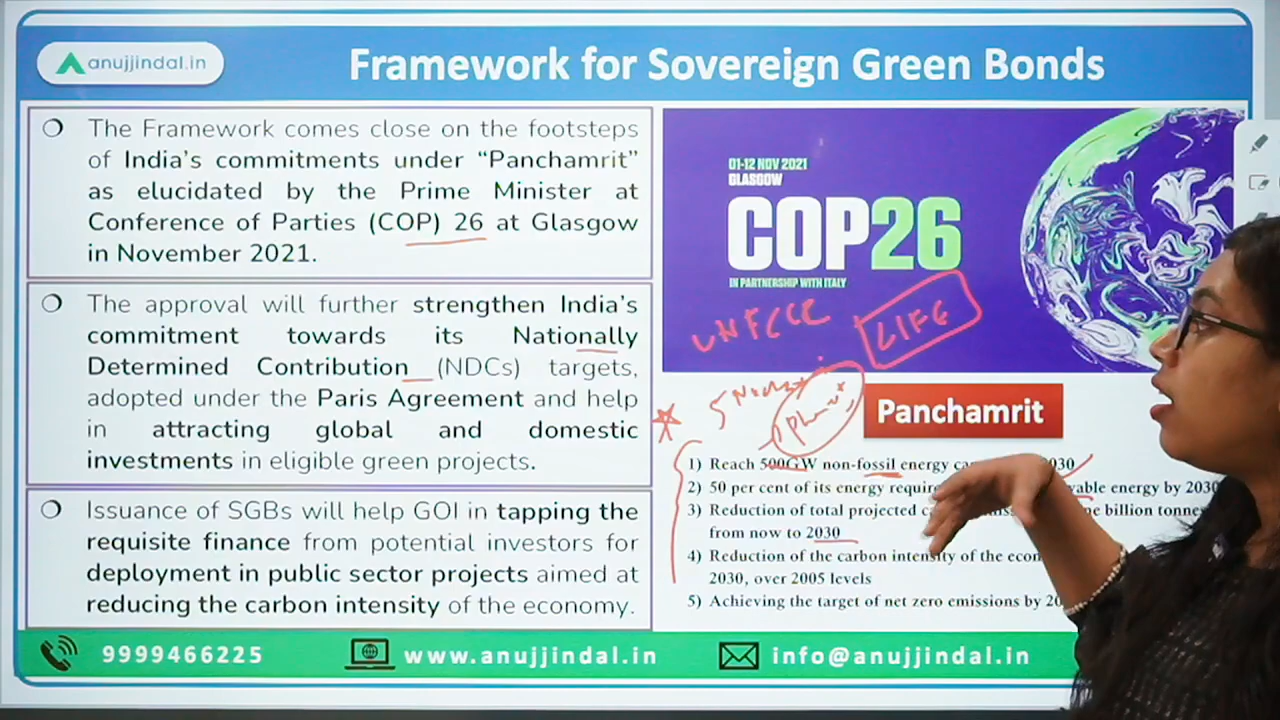 anujjindal.in
Framework for Sovereign Green Bonds
The Framework comes close on the footsteps
of India's commitments under “Panchamrit”
as elucidated by the Prime Minister at
Conference of Parties (COP) 26 at Glasgow
in November 2021.
The approval will further strengthen India's
commitment towards its Nationally
Determined Contribution (NDCs) targets,
adopted under the Paris Agreement and help
in attracting global and domestic
investments in eligible green projects.
Issuance of SGBs will help GOI in tapping the
requisite finance from potential investors for
deployment in public sector projects aimed at
reducing the carbon intensity of the economy.
01-12 NOV 2021
GLASGOW
COP26
IN PARTNERSHIP WITH ITALY
UNFCCC
LIFE
5
Panchamrit
1) Reach 500GW non-fossil energy 2030
2) 50 per cent of its energy energy by 2030
3) Reduction of total projected billion
from now to 2030
4) Reduction of the carbon intensity of the
2030, over 2005 levels
5) Achieving the target of net zero emissions by
9999466225
www.anujjindal.in
info@anujjindal.in